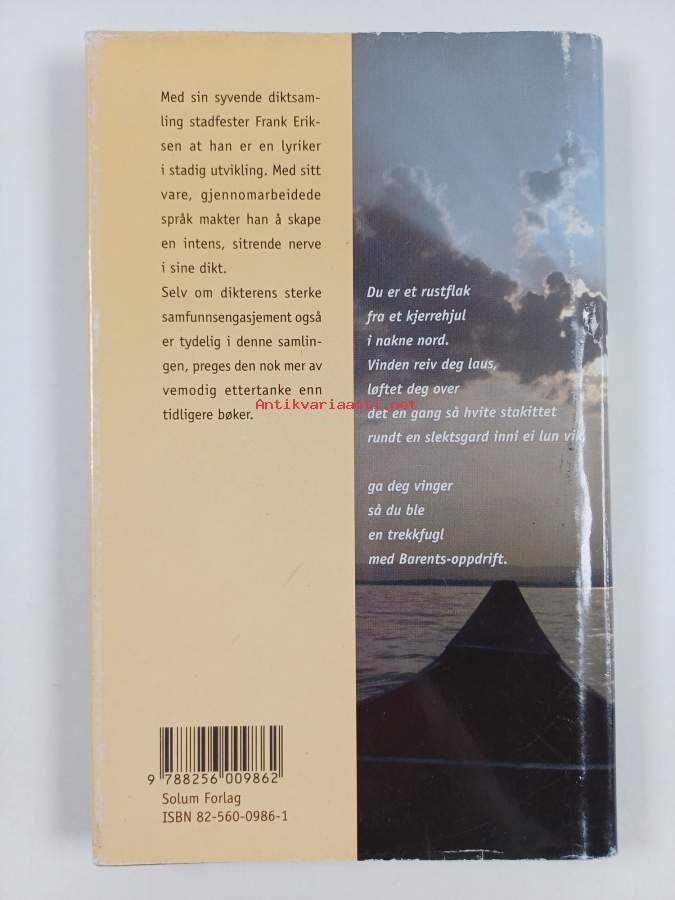 Med sin syvende diktsam-
ling stadfester Frank Erik-
sen at han er en lyriker
i stadig utvikling. Med sitt
vare, gjennomarbeidede
språk makter han å skape
en intens, sitrende nerve
i sine dikt.
Selv om dikterens sterke
samfunnsengasjement også
er tydelig i denne samlin-
gen, preges den nok mer av
vemodig ettertanke enn
tidligere bøker.
Du er et rustflak
fra et kjerrehjul
i nakne nord.
Vinden reiv deg laus,
løftet deg over
det en gang så hvite stakittet
rundt en slektsgard inni ei lun vik,
ga deg vinger
så du ble
en trekkfugl
med Barents-oppdrift.
Antikvariaatti.net
9 788256 009862
Solum Forlag
ISBN 82-560-0986-1